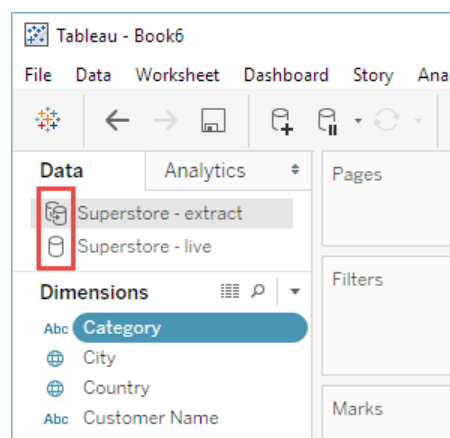 Tableau - Book6
File Data Worksheet Dashboard Story Ana
Data Analytics
Pages
Superstore - extract
Superstore - live
Dimensions
Filters
Abc Category
City
Country
Abc Customer Name
Marks